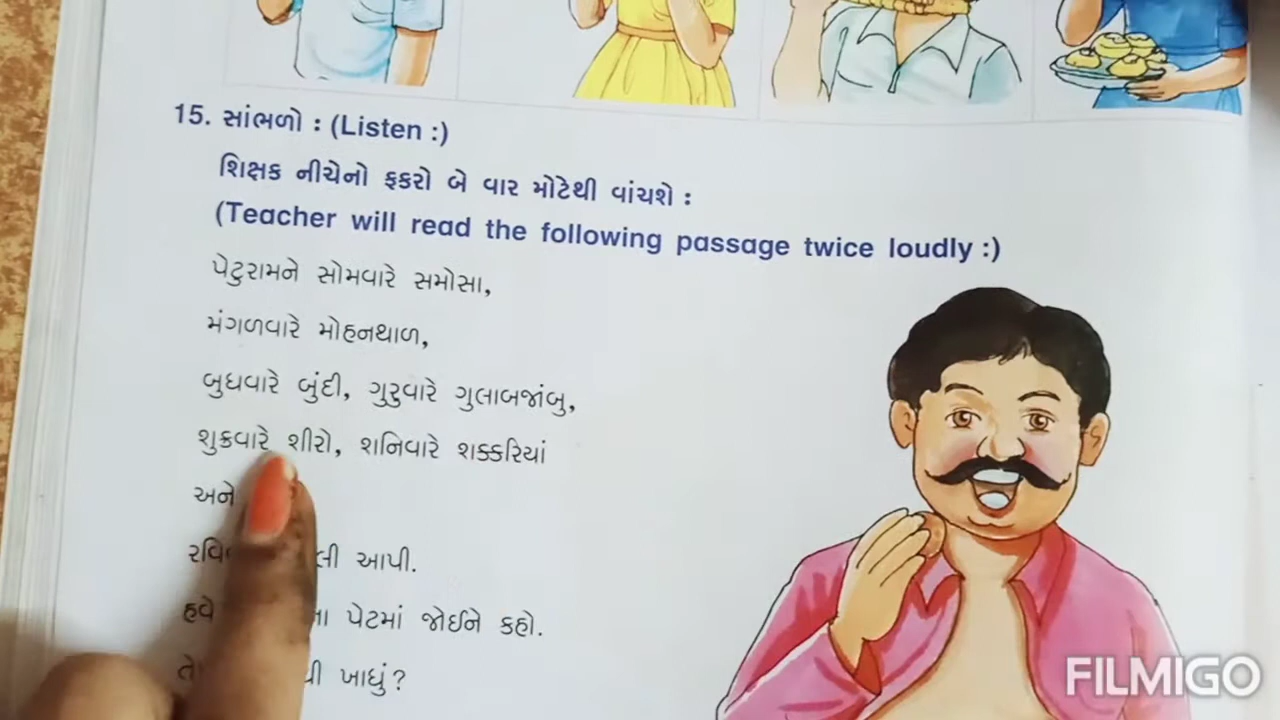 15. સાંભળો : (Listen :)
શિક્ષક નીચેનો ફકરો બે વાર મોટેથી વાંચશે :
(Teacher will read the following passage twice loudly :)
પેટુરામને સોમવારે સમોસા,
મંગળવારે મોહનથાળ,
બુધવારે બુંદી, ગુરુવારે ગુલાબજાંબુ,
શુક્રવારે શીરો, શનિવારે શક્કરિયાં
અને
આપી.
હવે પેટમાં જોઈને કહો.
ખાધું?
FILMIGO